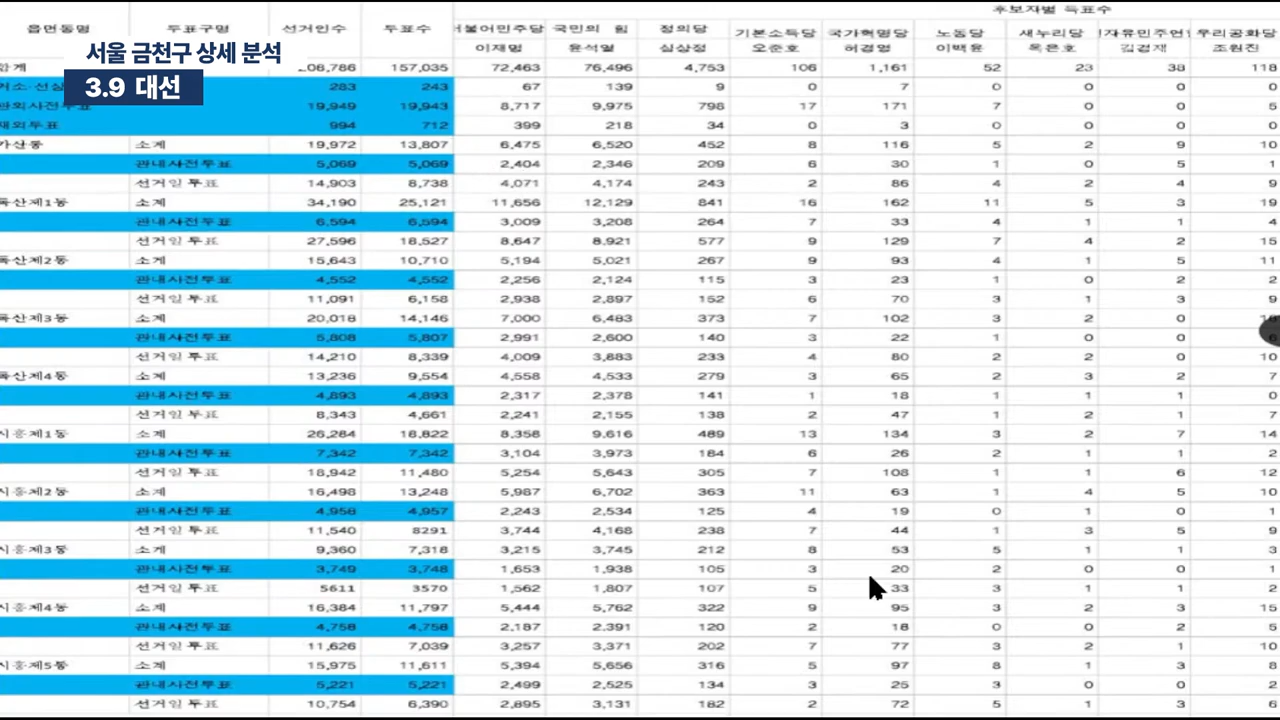 후보자별 득표수
읍면동명 투표구명 선거인수 투표수 더불어민주당 국민의 힘 정의당 기본소득당 국가혁명당 노동당 새누리당 우리공화당
이재명 윤석열 심상정 오준호 허경영 이백윤 옥은호 김경재 조원진
서울 금천구 상세 분석
3.9 대선
157,035 72,463 76,496 4,753 106 1,161 52 23 38 118
283 243 67 139 9 0 7 0 0 0 0
19,949 19,943 8,717 9,975 798 17 171 7 0 0 5
994 712 399 218 34 0 3 0 0 0 0
가산동 소계 19,972 13,807 6,475 6,520 452 8 116 5 2 9 10
관내사전투표 5,069 5,069 2,404 2,346 209 6 30 1 0 5 1
선거일 투표 14,903 8,738 4,071 4,174 243 2 86 4 2 4 9
독산제1동 소계 34,190 25,121 11,656 12,129 841 16 162 11 5 3 19
관내사전투표 6,594 6,594 3,009 3,208 264 7 33 4 1 1 4
선거일 투표 27,596 18,527 8,647 8,921 577 9 129 7 4 2 15
독산제2동 소계 15,643 10,710 5,194 5,021 267 9 93 4 1 5 11
관내사전투표 4,552 4,552 2,256 2,124 115 3 23 1 0 2 2
선거일 투표 11,091 6,158 2,938 2,897 152 6 70 3 1 3 9
독산제3동 소계 20,018 14,146 7,000 6,483 373 7 102 3 2 0
관내사전투표 5,808 5,807 2,991 2,600 140 3 22 1 0 0
선거일 투표 14,210 8,339 4,009 3,883 233 4 80 2 2 0 10
독산제4동 소계 13,236 9,554 4,558 4,533 279 3 65 2 3 2 7
관내사전투표 4,893 4,893 2,317 2,378 141 1 18 1 1 1 0
선거일 투표 8,343 4,661 2,241 2,155 138 2 47 1 2 1 7
시흥제1동 소계 26,284 18,822 8,358 9,616 489 13 134 3 2 7 14
관내사전투표 7,342 7,342 3,104 3,973 184 6 26 2 1 1 2
선거일 투표 18,942 11,480 5,254 5,643 305 7 108 1 1 6 12
시흥제2동 소계 16,498 13,248 5,987 6,702 363 11 63 1 4 5 10
관내사전투표 4,958 4,957 2,243 2,534 125 4 19 0 1 0 1
선거일 투표 11,540 8291 3,744 4,168 238 7 44 1 3 5 9
시흥제3동 소계 9,360 7,318 3,215 3,745 212 8 53 5 1 1 3
관내사전투표 3,749 3,748 1,653 1,938 105 3 20 2 0 0 1
선거일 투표 5611 3570 1,562 1,807 107 5 33 3 1 1 2
시흥제4동 소계 16,384 11,797 5,444 5,762 322 9 95 3 2 3 15
관내사전투표 4,758 4,758 2,187 2,391 120 2 18 0 0 2 5
선거일 투표 11,626 7,039 3,257 3,371 202 7 77 3 2 1 10
시흥제5동 소계 15,975 11,611 5,394 5,656 316 5 97 8 1 3 8
관내사전투표 5,221 5,221 2,499 2,525 134 3 25 3 0 0 2
선거일 투표 10,754 6,390 2,895 3,131 182 2 72 5 1 3 6